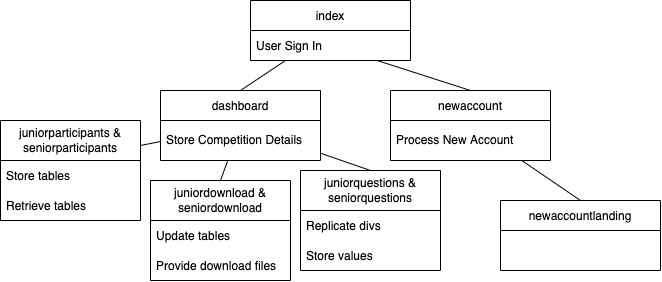 index
User Sign In
dashboard
Store Competition Details
newaccount
Process New Account
juniorparticipants &
seniorparticipants
Store tables
Retrieve tables
juniordownload &
seniordownload
Update tables
Provide download files
juniorquestions &
seniorquestions
Replicate divs
Store values
newaccountlanding